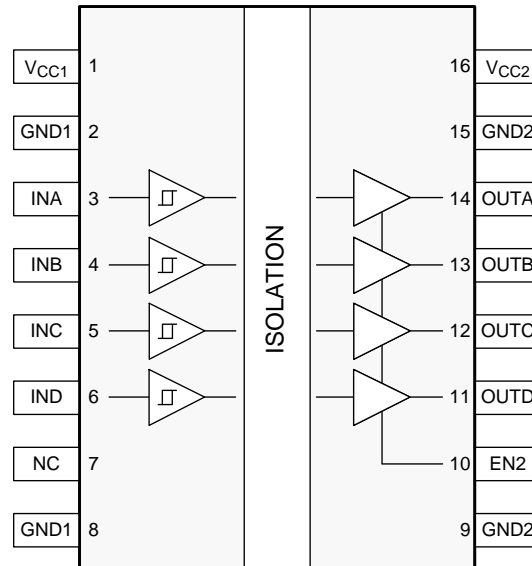 VCC1 1 16 VCC2
GND1 2 15 GND2
INA 3 14 OUTA
INB 4 13 OUTB
INC 5 12 OUTC
IND 6 11 OUTD
NC 7 10 EN2
GND1 8 9 GND2
ISOLATION